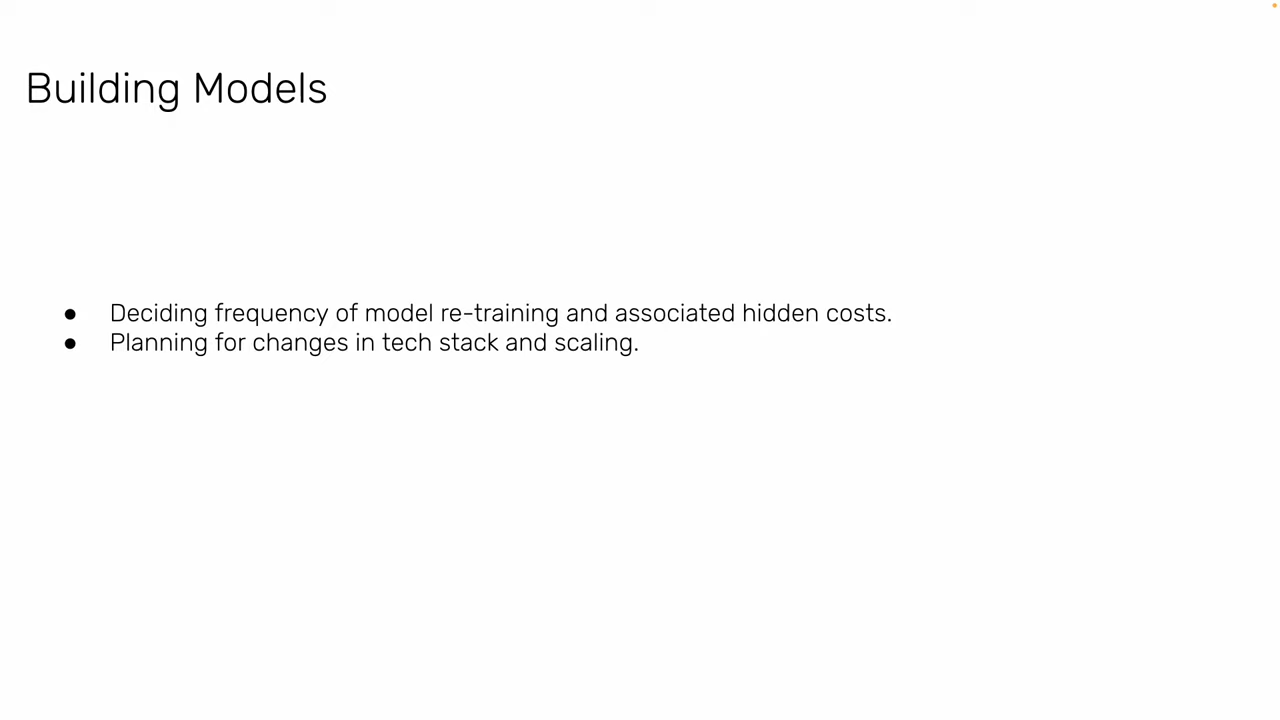 Building Models
● Deciding frequency of model re-training and associated hidden costs.
● Planning for changes in tech stack and scaling.